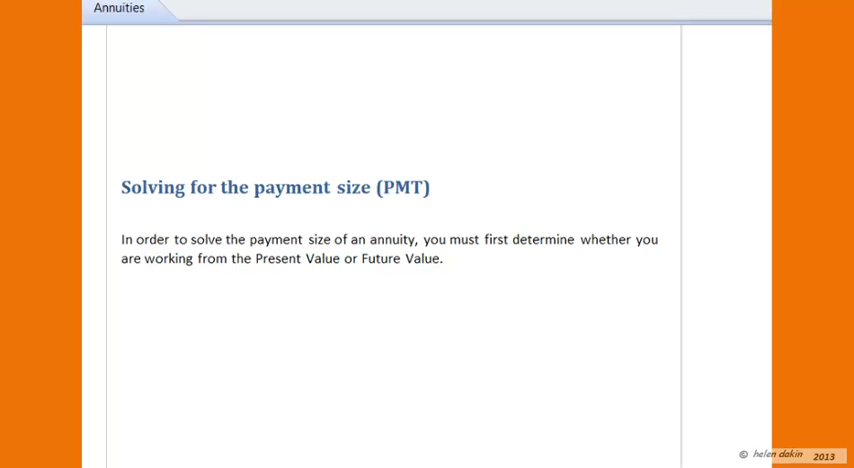 Annuities
Solving for the payment size (PMT)
In order to solve the payment size of an annuity, you must first determine whether you
are working from the Present Value or Future Value.
© helen dakin 2013